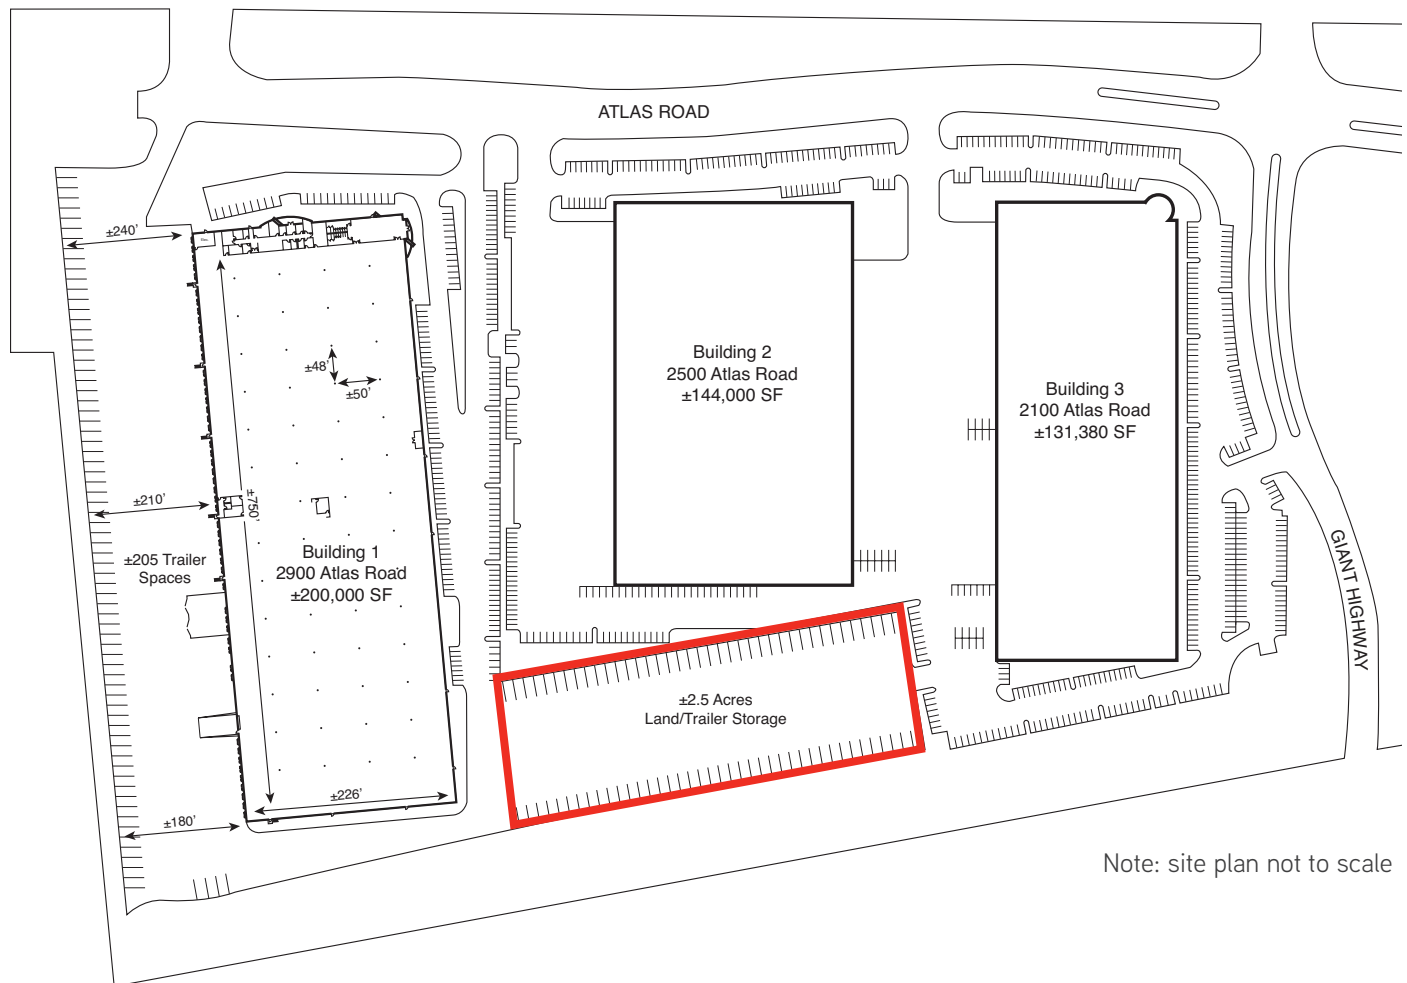 ATLAS ROAD
±240'
±48'
±50'
Building 2
2500 Atlas Road
±144,000 SF
Building 3
2100 Atlas Road
±131,380 SF
±210'
±750'
±205 Trailer
Spaces
Building 1
2900 Atlas Road
±200,000 SF
GIANT HIGHWAY
±2.5 Acres
Land/Trailer Storage
±226'
±180'
Note: site plan not to scale